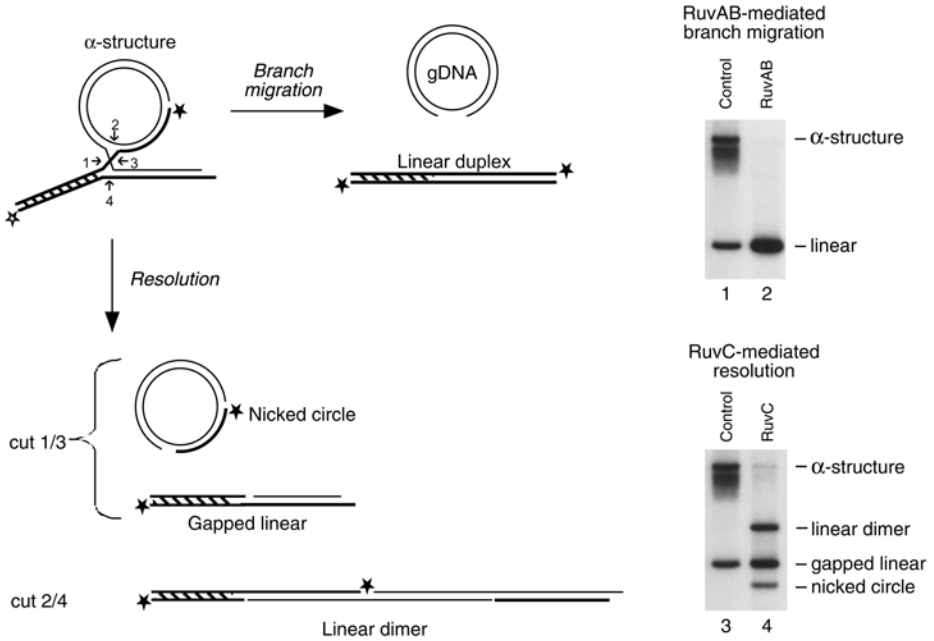 α-structure
2
1
3
4
Branch
migration
gDNA
Linear duplex
Resolution
cut 1/3
Nicked circle
Gapped linear
cut 2/4
Linear dimer
RuvAB-mediated
branch migration
Control
RuvAB
α-structure
linear
1 2
RuvC-mediated
resolution
Control
RuvC
α-structure
linear dimer
gapped linear
nicked circle
3 4